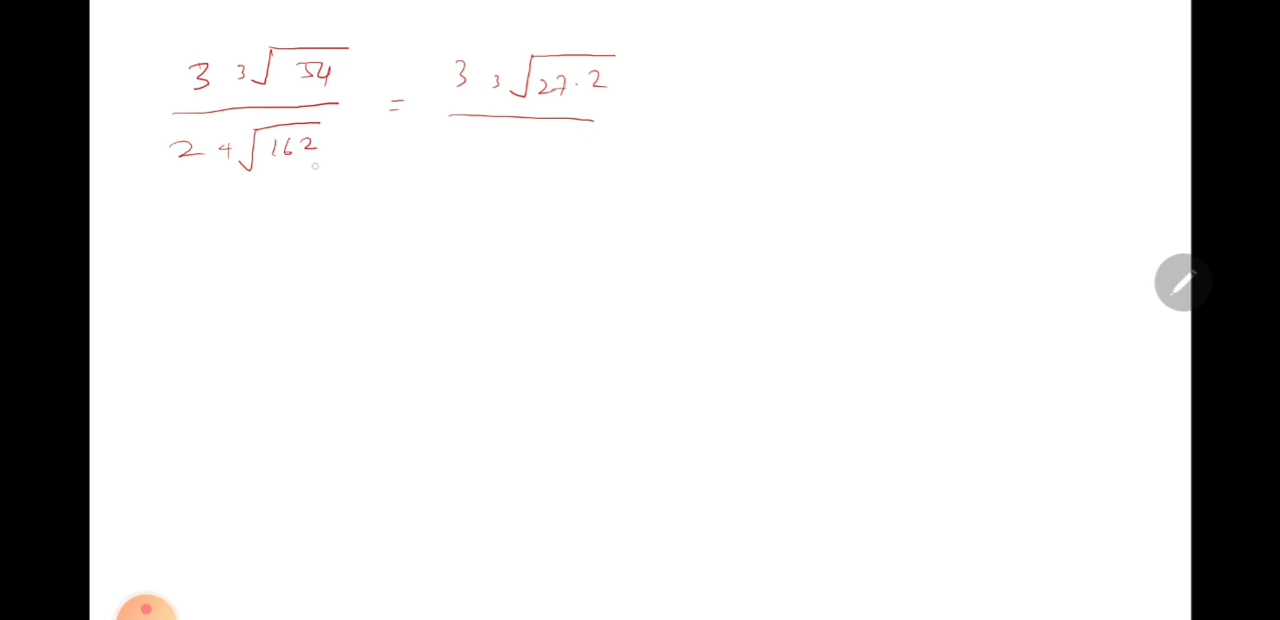 3 ³√54 = 3 ³√27·2
2 ⁴√162